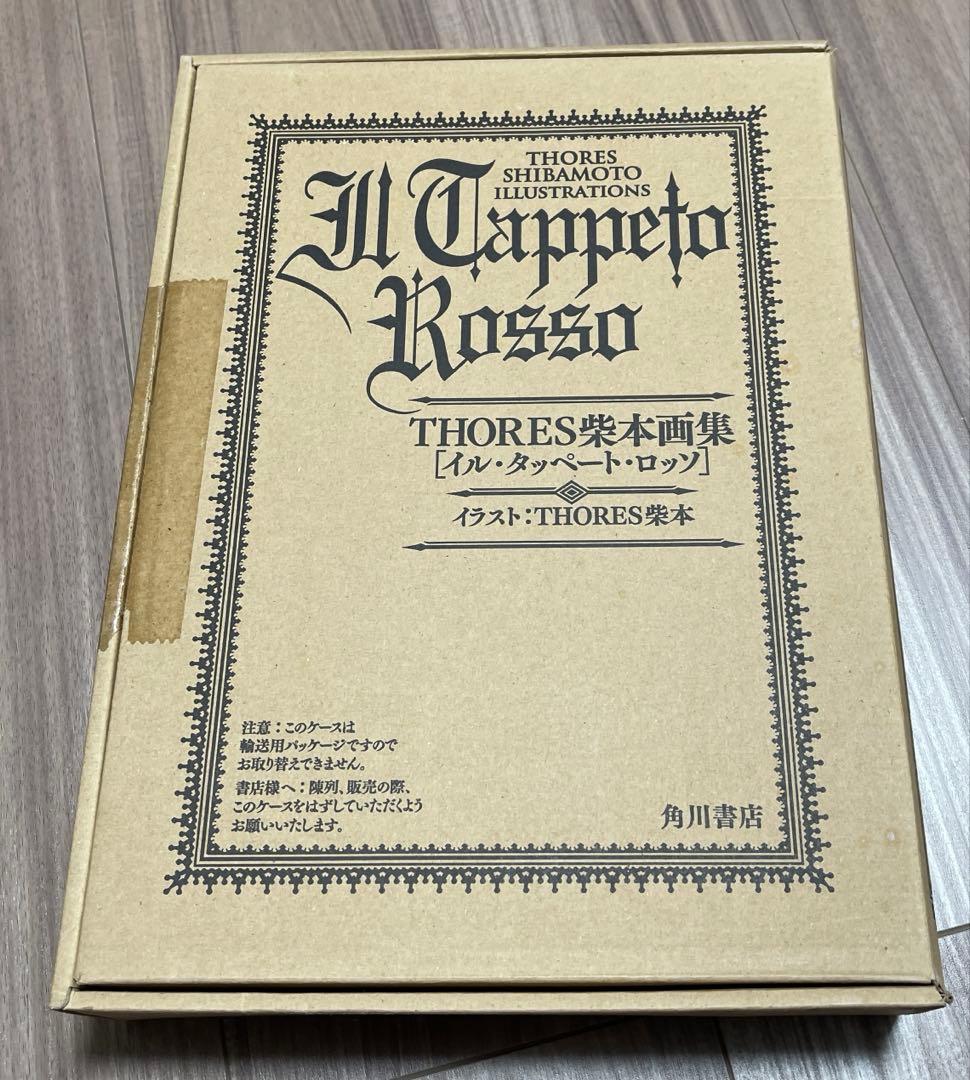 THORES
SHIBAMOTO
ILLUSTRATIONS
Il Tappeto
Rosso
THORES柴本画集
[イル・タッペート・ロッソ]
イラスト：THORES柴本
注意：このケースは
輸送用パッケージですので
お取り替えできません。
書店様へ：陳列、販売の際、
このケースをはずしていただくよう
お願いいたします。
角川書店